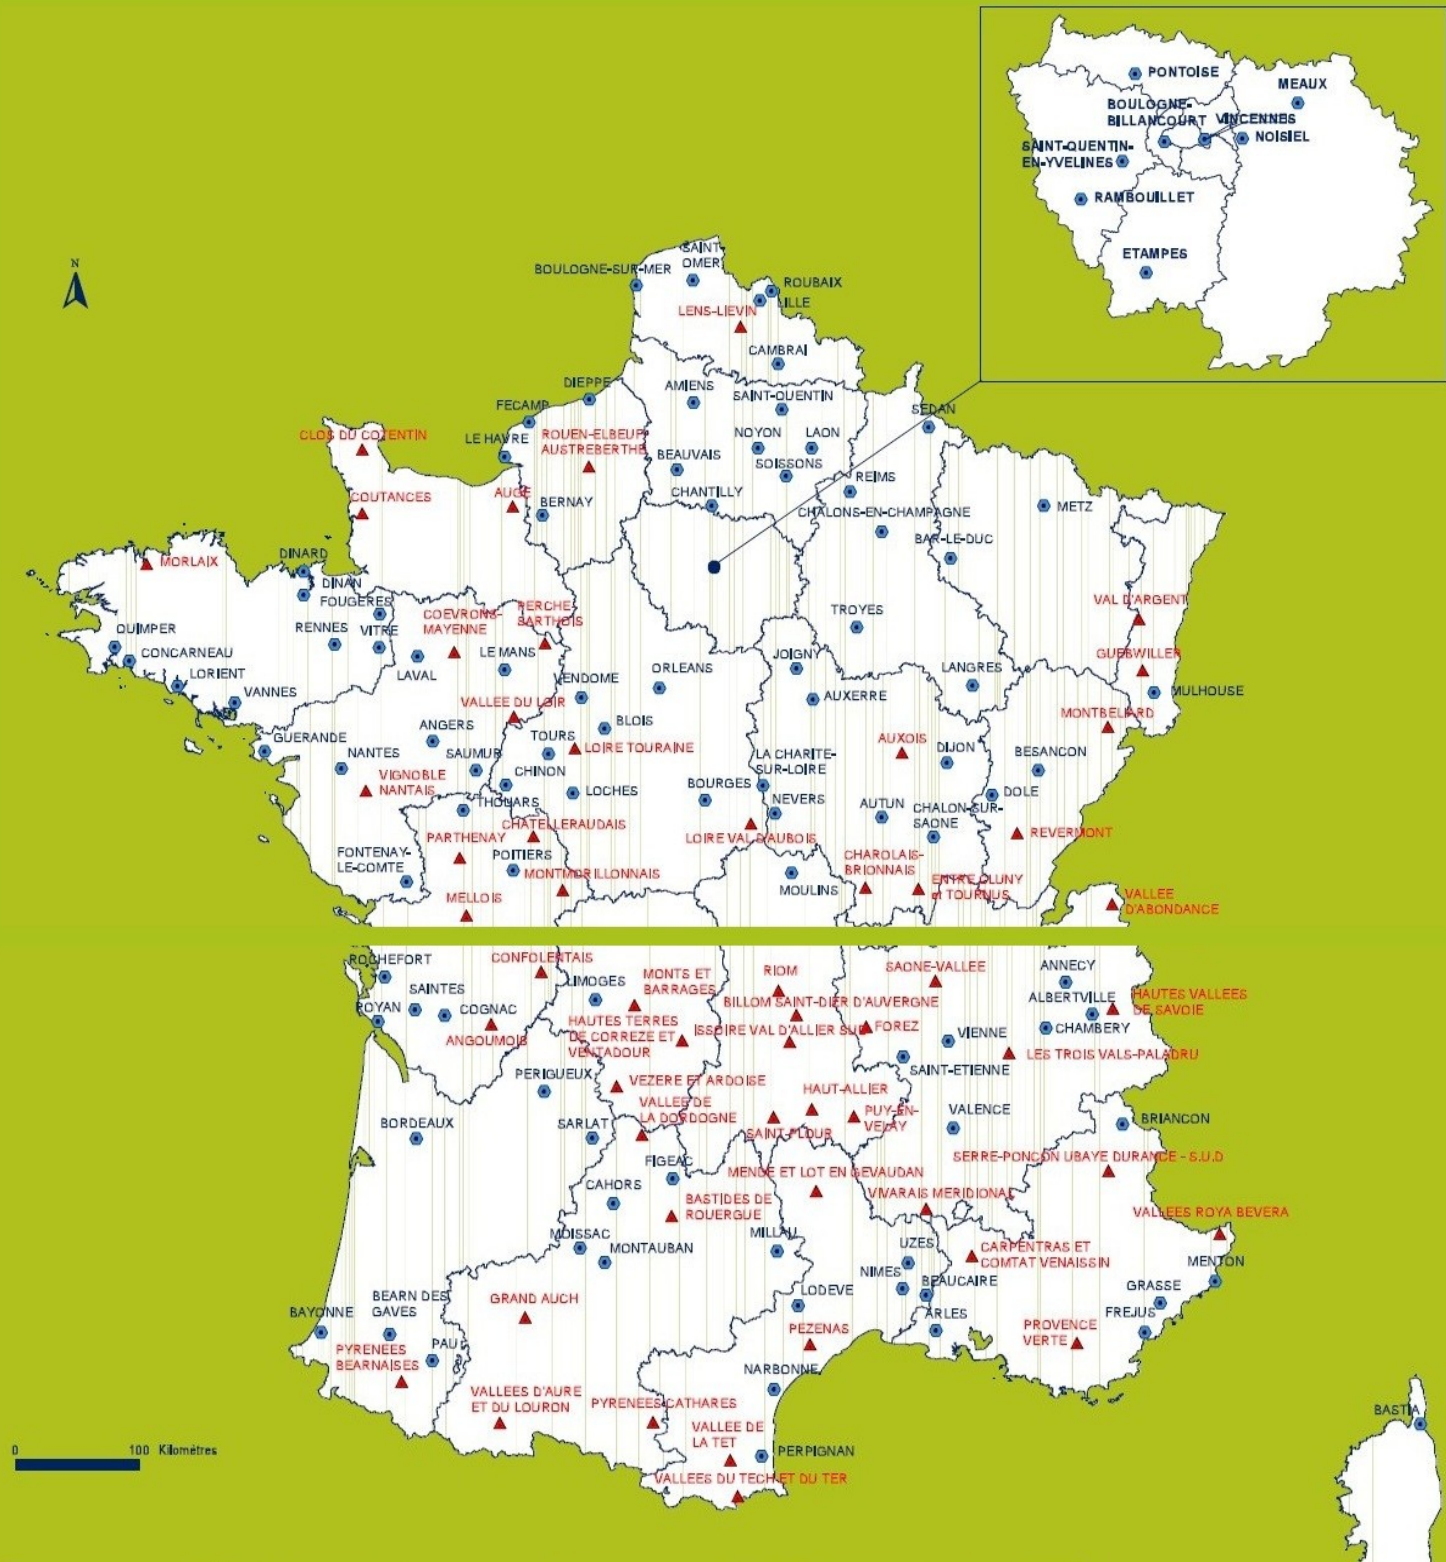 PONTOISE
MEAUX
BOULOGNE-
BILLANCOURT
VINCENNES
NOISIEL
SAINT-QUENTIN-
EN-YVELINES
RAMBOUILLET
ETAMPES
N
SAINT-
OMER
BOULOGNE-SUR-MER
ROUBAIX
LILLE
LENS-LIEVIN
CAMBRAI
DIEPPE
AMIENS
SAINT-QUENTIN
FECAMP
SEDAN
CLOS DU COTENTIN
LE HAVRE
ROUEN-ELBEUF
AUSTREBERTHE
NOYON
LAON
BEAUVAIS
SOISSONS
REIMS
COUTANCES
AUGE
BERNAY
CHANTILLY
CHALONS-EN-CHAMPAGNE
METZ
BAR-LE-DUC
MORLAIX
DINARD
DINAN
FOUGERES
COEVRONS-
MAYENNE
PERCHE
SARTHOIS
TROYES
VAL D'ARGENT
QUIMPER
RENNES
VITRE
CONCARNEAU
LE MANS
JOIGNY
GUEBWILLER
LORIENT
LAVAL
VENDOME
ORLEANS
LANGRES
VANNES
AUXERRE
MULHOUSE
VALLEE DU LOIR
MONTBELIARD
ANGERS
BLOIS
GUERANDE
NANTES
SAUMUR
TOURS
LOIRE TOURAINE
LA CHARITE-
SUR-LOIRE
AUXOIS
DIJON
BESANCON
VIGNOBLE
NANTAIS
CHINON
LOCHES
BOURGES
NEVERS
DOLE
THOUARS
AUTUN
CHALON-SUR-
SAONE
CHATELLERAUDAIS
PARTHENAY
LOIRE VAL D'AUBOIS
REVERMONT
FONTENAY-
LE-COMTE
POITIERS
MONTMORILLONNAIS
CHAROLAIS-
BRIONNAIS
MOULINS
ENTRE CLUNY
et TOURNUS
MELLOIS
VALLEE
D'ABONDANCE
ROCHEFORT
CONFOLENTAIS
LIMOGES
MONTS ET
BARRAGES
RIOM
SAONE-VALLEE
ANNECY
SAINTES
ROYAN
COGNAC
BILLOM SAINT-DIER D'AUVERGNE
ALBERTVILLE
HAUTES VALLEES
DE SAVOIE
ANGOUMOIS
HAUTES TERRES
DE CORREZE ET
VENTADOUR
ISSOIRE VAL D'ALLIER SUD
FOREZ
VIENNE
CHAMBERY
LES TROIS VALS-PALADRU
SAINT-ETIENNE
PERIGUEUX
VEZERE ET ARDOISE
HAUT-ALLIER
VALLEE DE
LA DORDOGNE
PUY-EN-
VELAY
VALENCE
BORDEAUX
SARLAT
SAINT-FLOUR
BRIANCON
FIGEAC
MENDE ET LOT EN GEVAUDAN
SERRE-PONCON UBAYE DURANCE - S.U.D
CAHORS
BASTIDES DE
ROUERGUE
VIVARAIS MERIDIONAL
VALLEES ROYA BEVERA
MOISSAC
MONTAUBAN
MILLAU
UZES
CARPENTRAS ET
COMTAT VENAISSIN
MENTON
NIMES
BEAUCAIRE
GRASSE
LODEVE
BEARN DES
GAVES
GRAND AUCH
BAYONNE
ARLES
FREJUS
PEZENAS
PROVENCE
VERTE
PYRENEES
BEARNAISES
PAU
NARBONNE
VALLEES D'AURE
ET DU LOURON
PYRENEES CATHARES
BASTIA
VALLEE DE
LA TET
PERPIGNAN
VALLEES DU TECH ET DU TER
0 100 Kilomètres